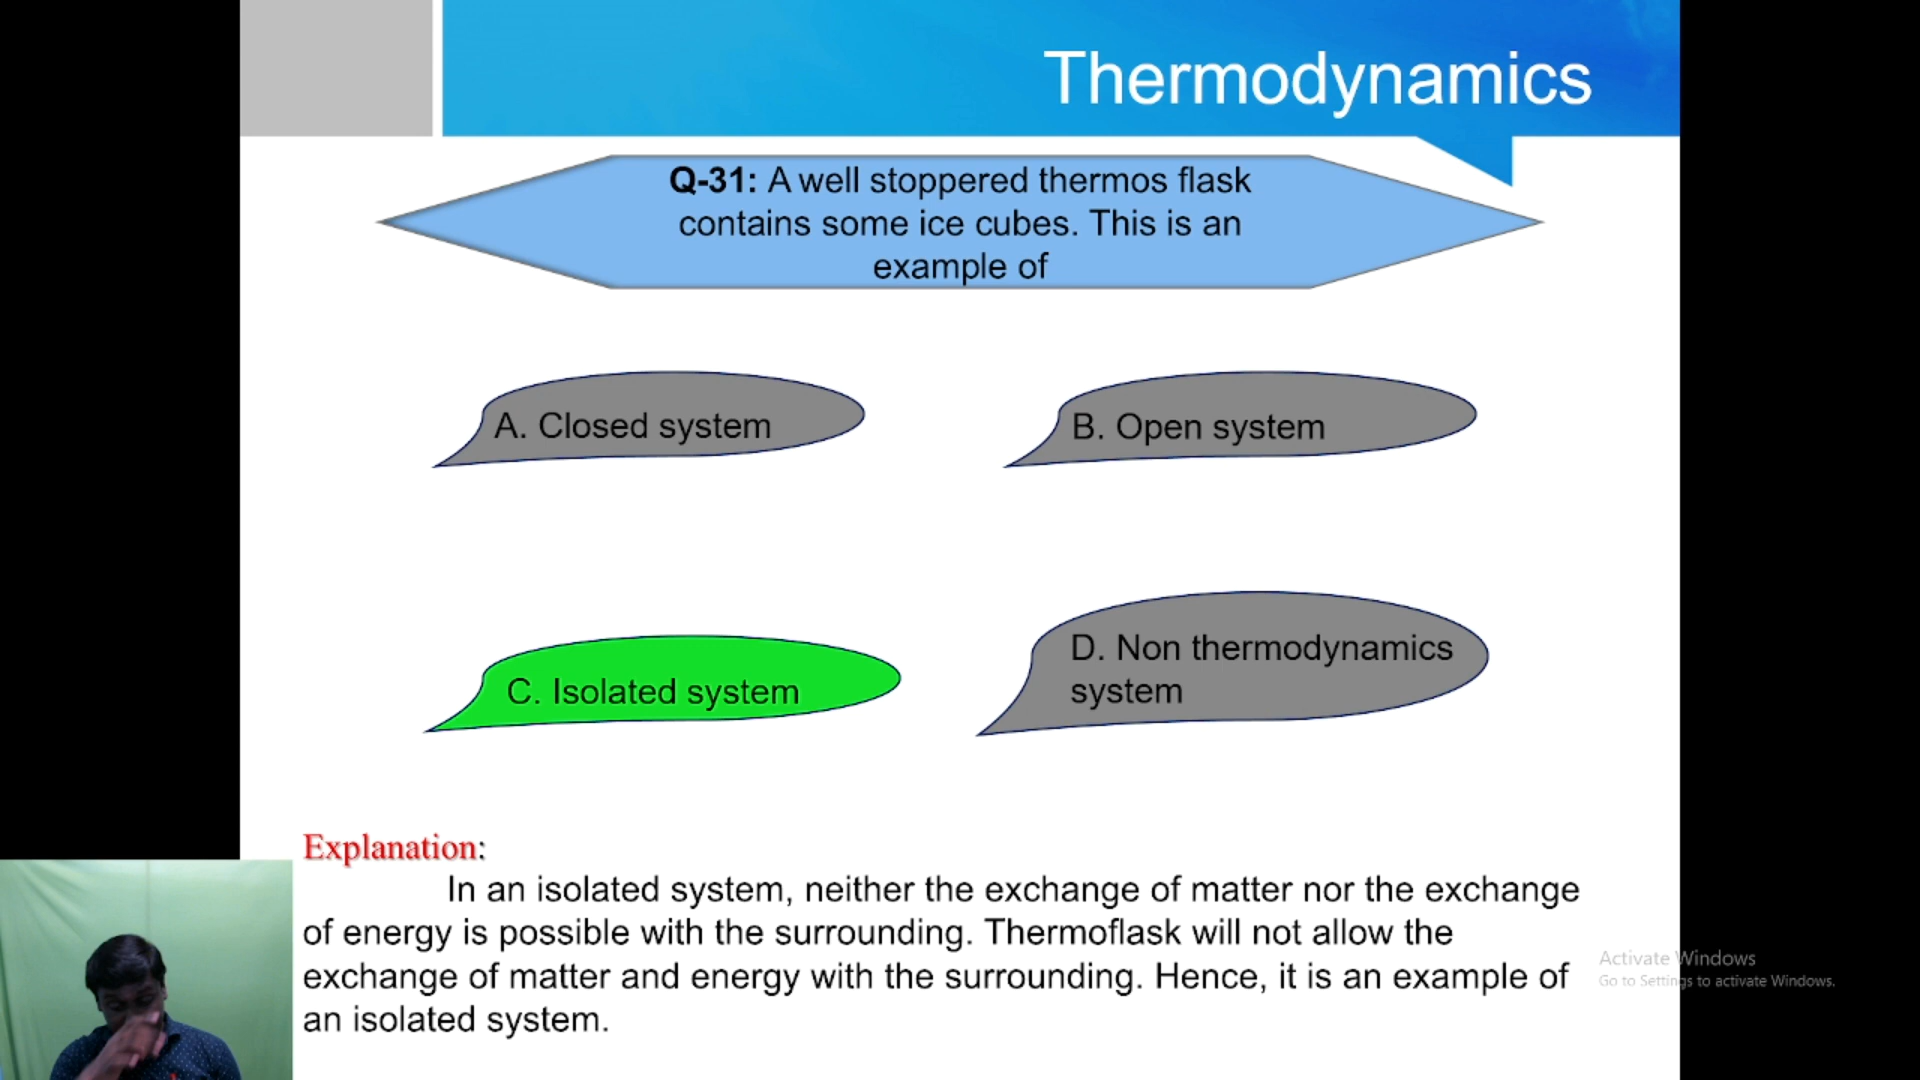 Thermodynamics
Q-31: A well stoppered thermos flask
contains some ice cubes. This is an
example of
A. Closed system
B. Open system
C. Isolated system
D. Non thermodynamics
system
Explanation:
In an isolated system, neither the exchange of matter nor the exchange
of energy is possible with the surrounding. Thermoflask will not allow the
exchange of matter and energy with the surrounding. Hence, it is an example of
an isolated system.
Activate Windows
Go to Settings to activate Windows.